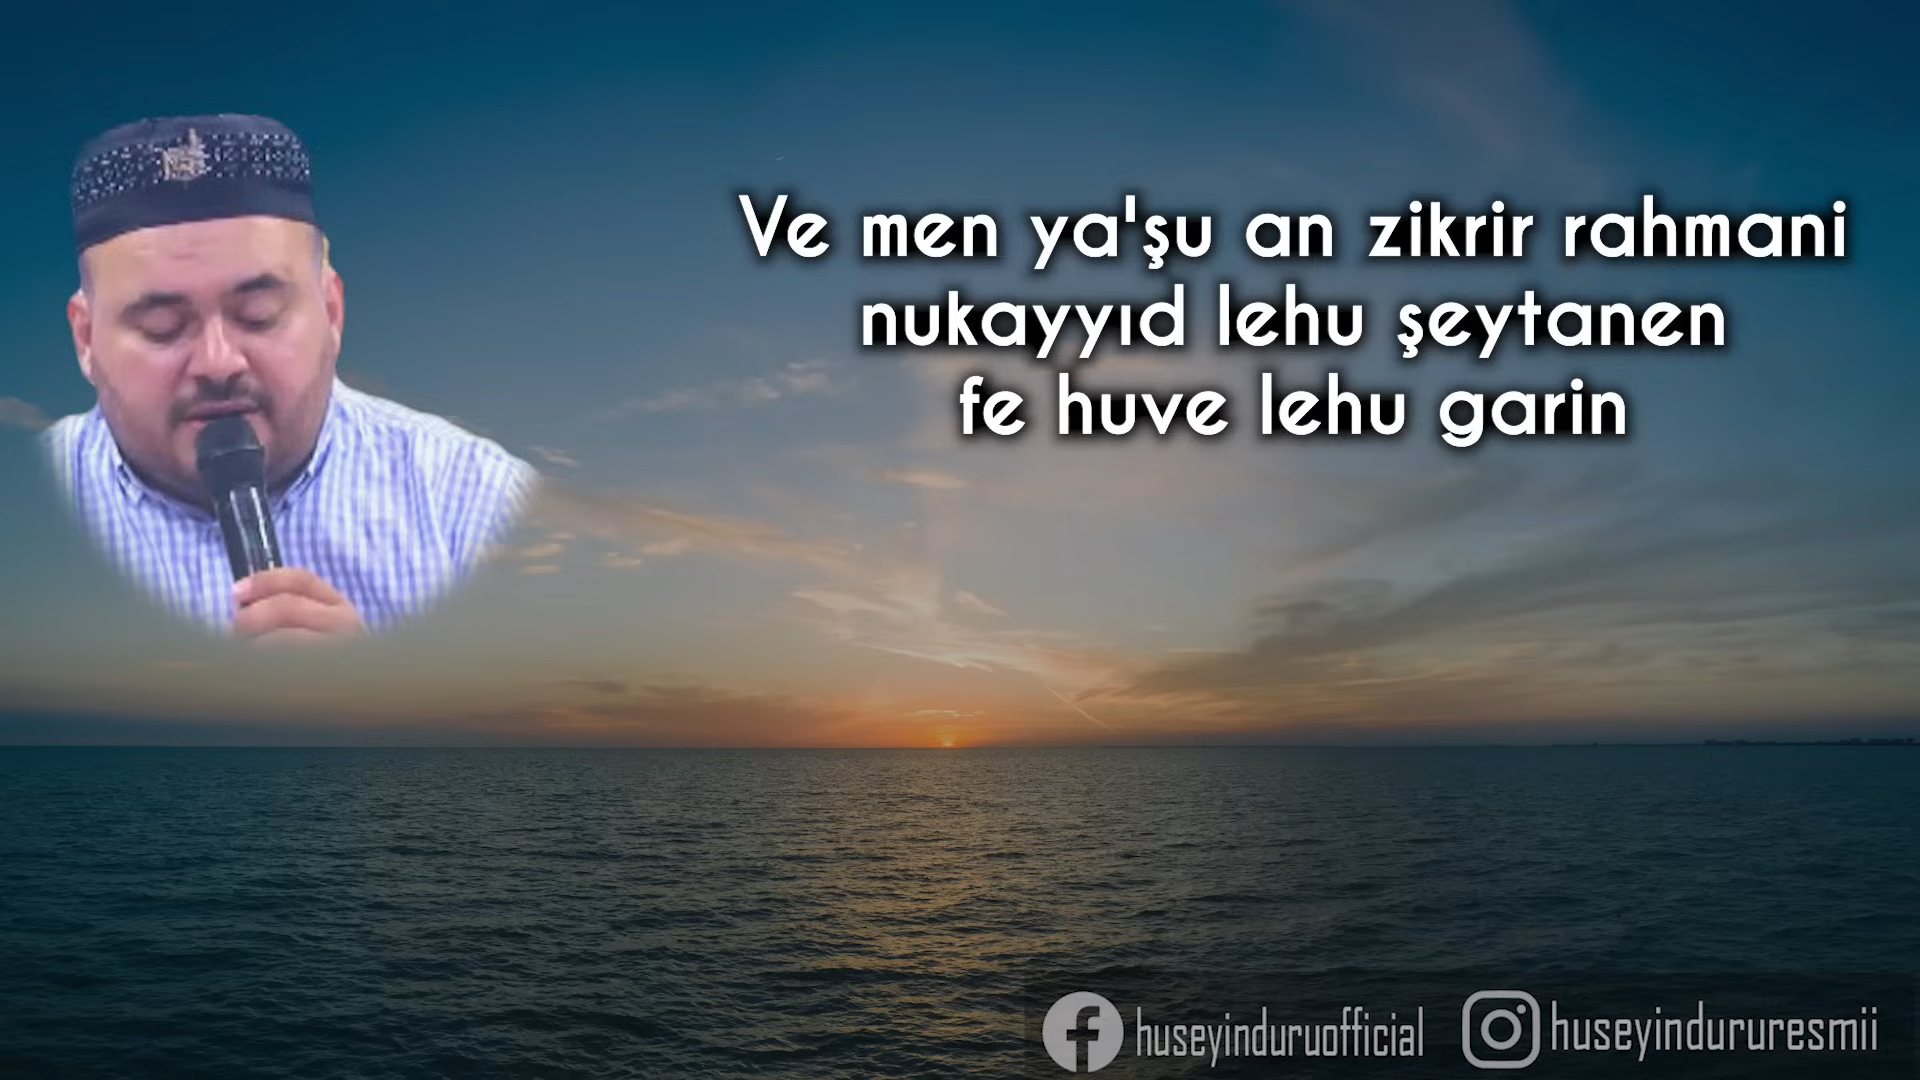 Ve men ya'şu an zikrir rahmani
nukayyıd lehu şeytanen
fe huve lehu garin
huseyinduruofficial
huseyindururesmii